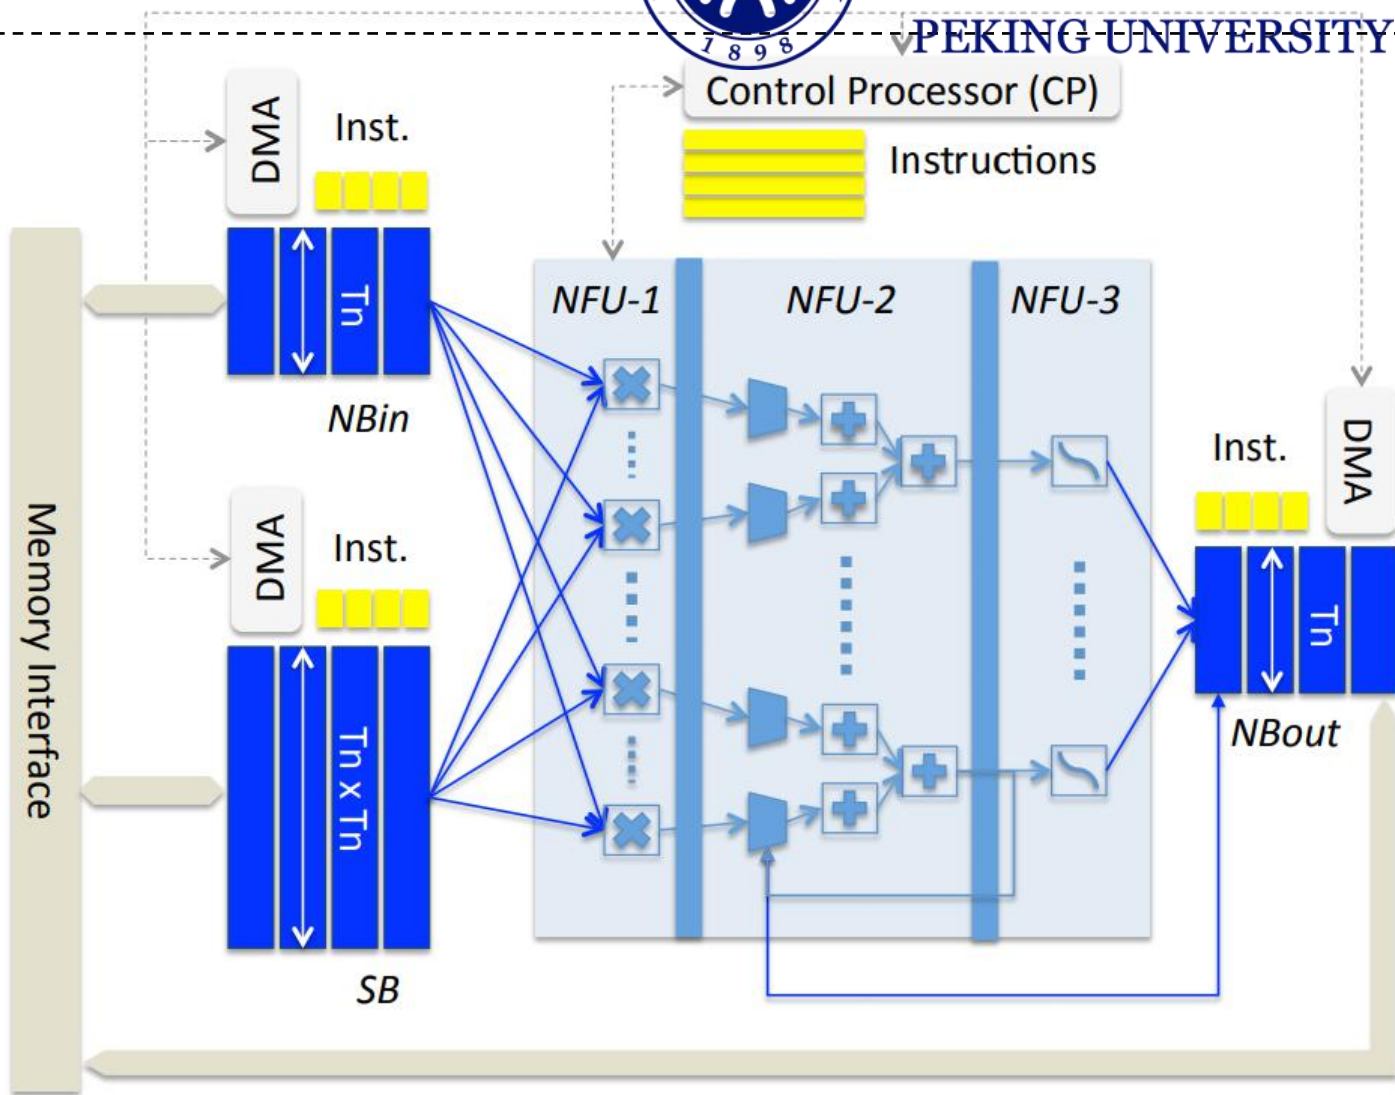 1898
PEKING UNIVERSITY
Control Processor (CP)
DMA
Inst.
Instructions
Tn
NBin
NFU-1
NFU-2
NFU-3
DMA
Inst.
Tn x Tn
SB
Memory Interface
Inst.
DMA
Tn
NBout